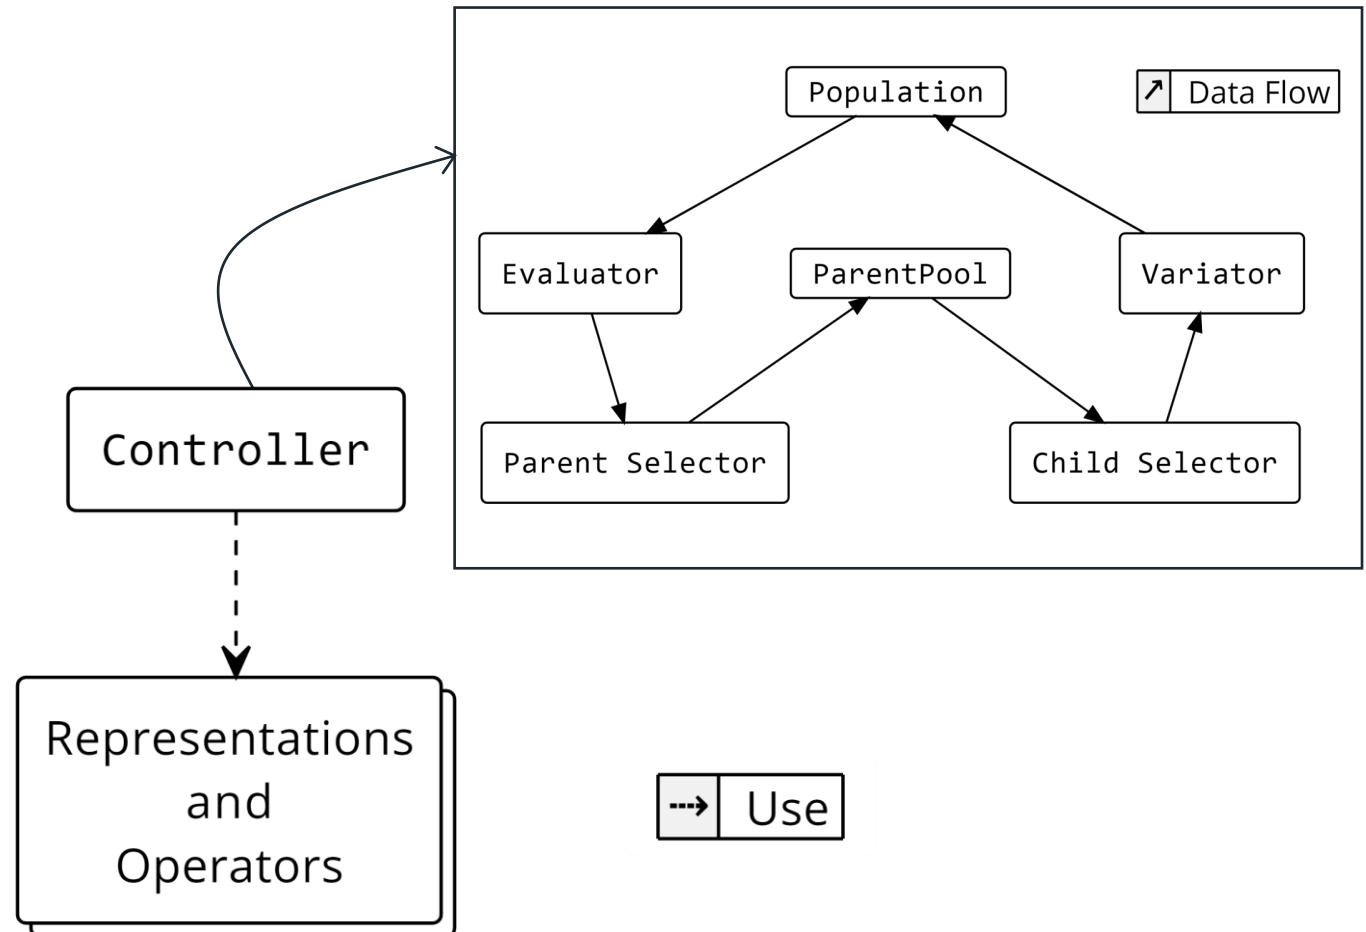 Population
Data Flow
Evaluator
ParentPool
Variator
Controller
Parent Selector
Child Selector
Representations
and
Operators
Use